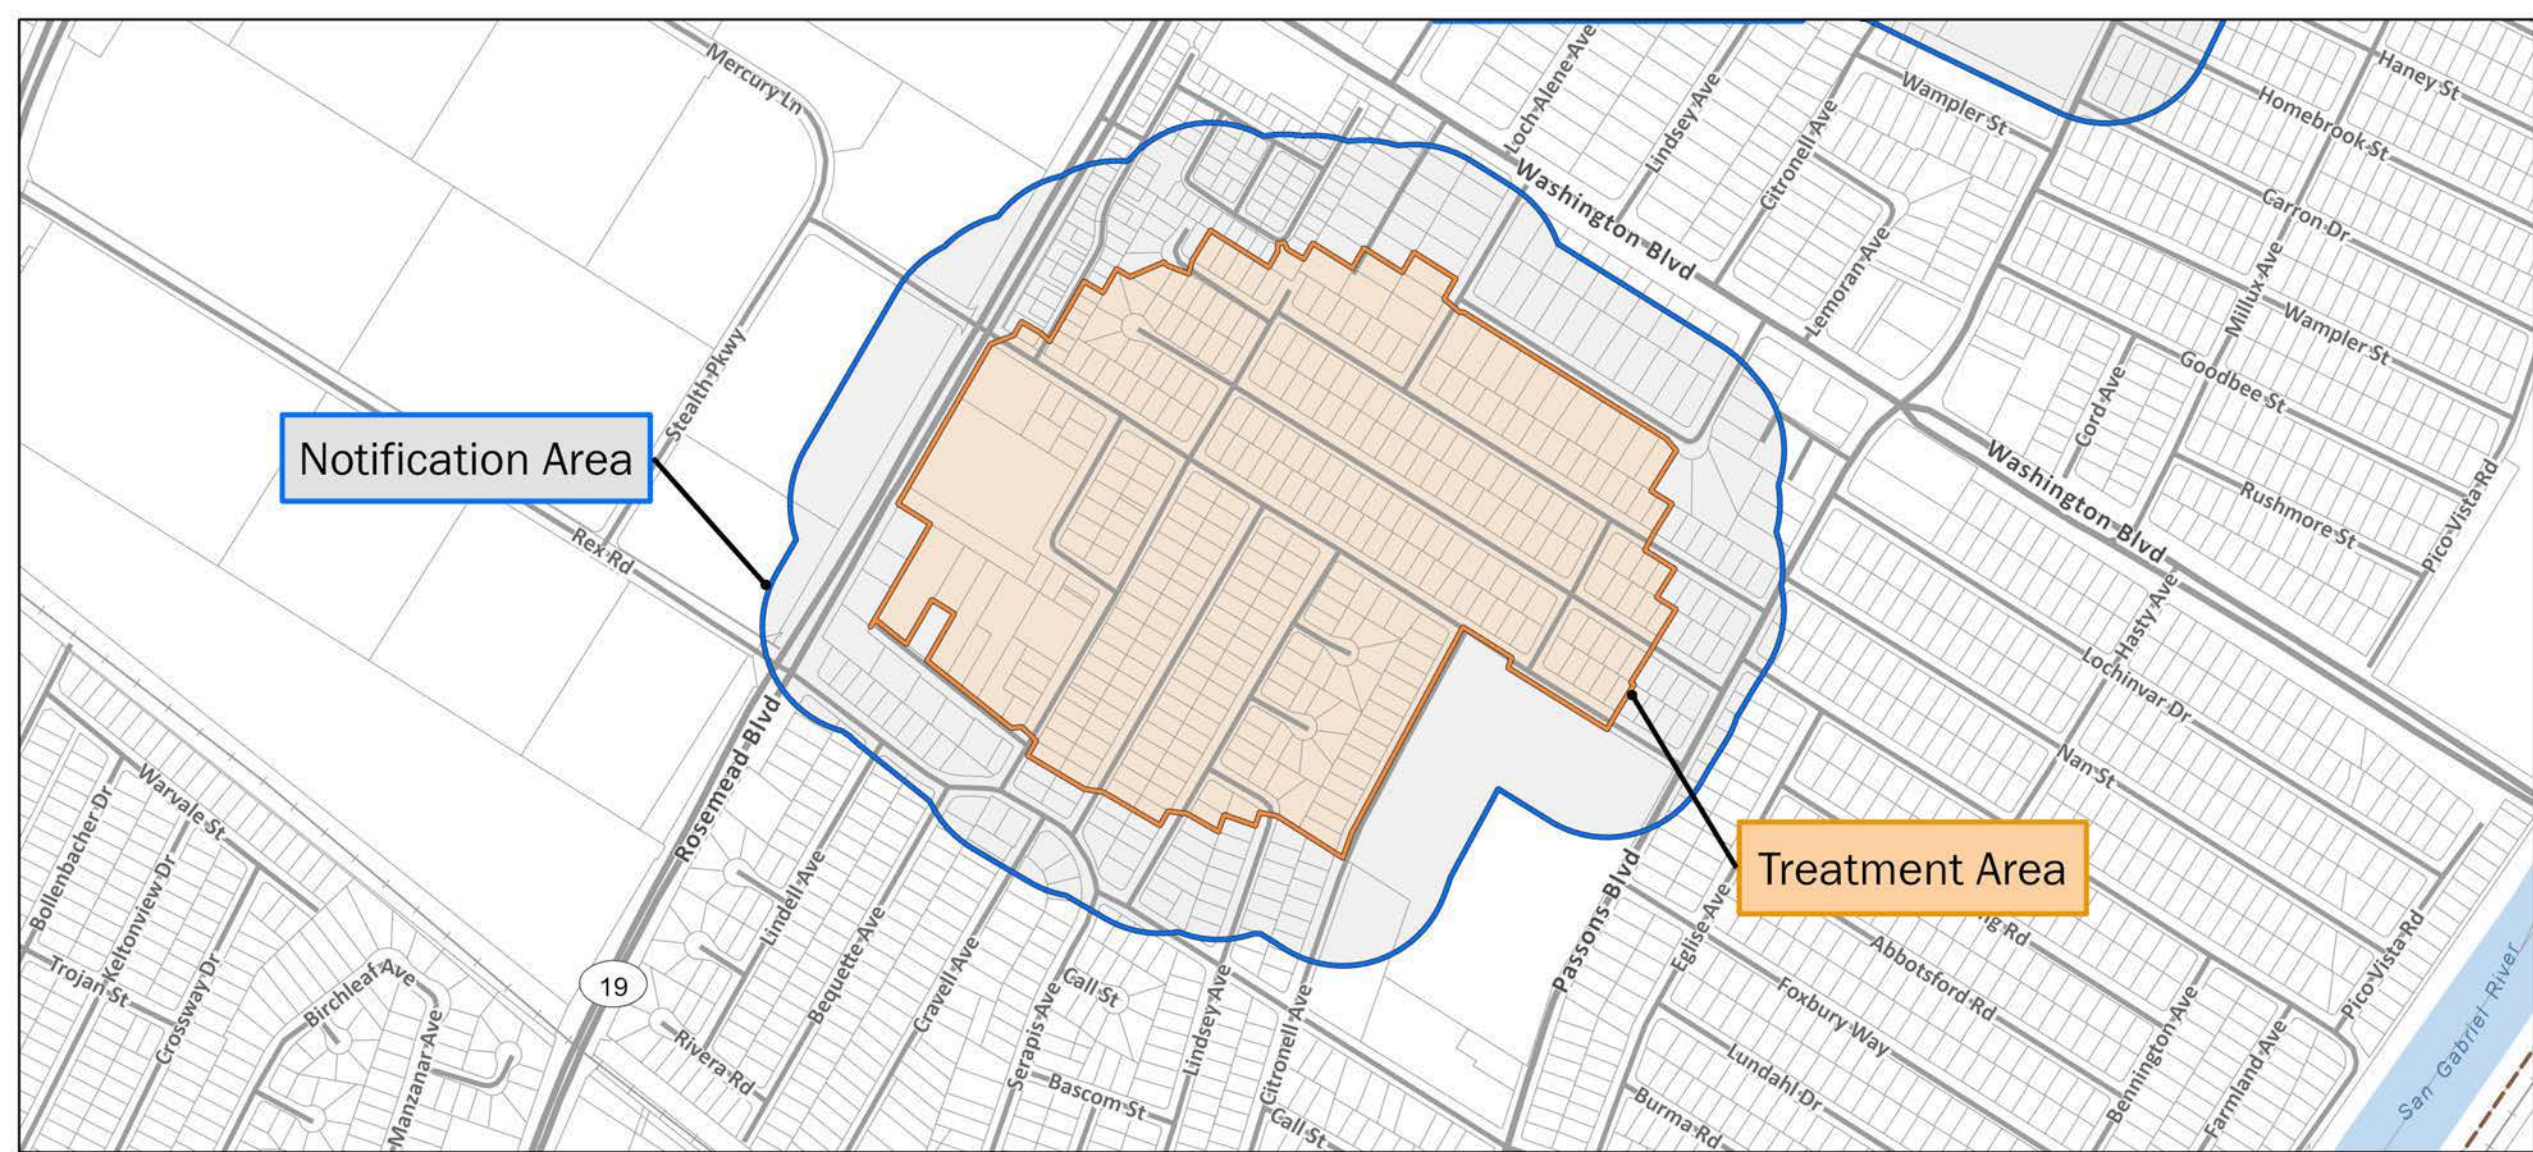 Mercury Ln
Loch Alene Ave
Lindsey Ave
Citronell Ave
Wampler St
Haney St
Homebrook St
Carron Dr
Washington Blvd
Lemoran Ave
Millux Ave
Wampler St
Goodbee St
Cord Ave
Stealth Pkwy
Notification Area
Washington Blvd
Rushmore St
Pico Vista Rd
Rex Rd
Hasty Ave
Lochinvar Dr
Nan St
Rosemead Blvd
Warvale St
Bollenbacher Dr
Keltonview Dr
Treatment Area
Lindell Ave
Passons Blvd
Eglise Ave
Abbotsford Rd
Pico Vista Rd
Trojan St
Crossway Dr
Birchleaf Ave
19
Bequette Ave
Cravell Ave
Call St
Foxbury Way
San Gabriel River
Manzanar Ave
Rivera Rd
Serapis Ave
Lindsey Ave
Citronell Ave
Bascom St
Call St
Lundahl Dr
Burma Rd
Bennington Ave
Farmland Ave